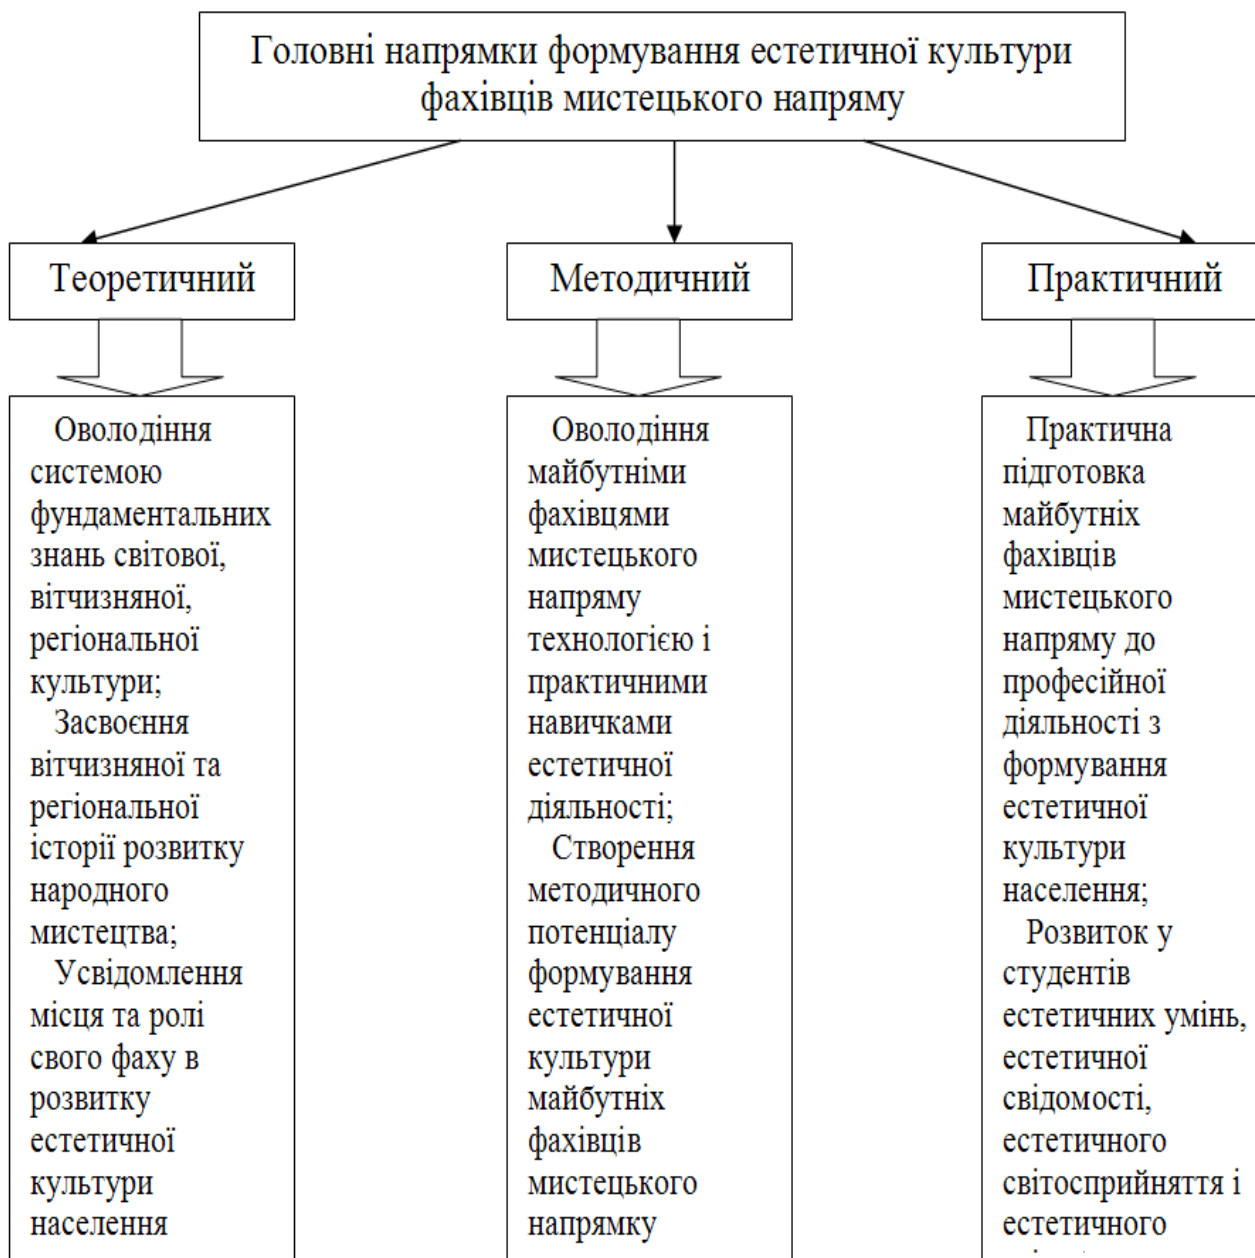 Головні напрямки формування естетичної культури
фахівців мистецького напряму
Теоретичний
Методичний
Практичний
Оволодіння
системою
фундаментальних
знань світової,
вітчизняної,
регіональної
культури;
Засвоєння
вітчизняної та
регіональної
історії розвитку
народного
мистецтва;
Усвідомлення
місця та ролі
свого фаху в
розвитку
естетичної
культури
населення
Оволодіння
майбутніми
фахівцями
мистецького
напряму
технологією і
практичними
навичками
естетичної
діяльності;
Створення
методичного
потенціалу
формування
естетичної
культури
майбутніх
фахівців
мистецького
напрямку
Практична
підготовка
майбутніх
фахівців
мистецького
напряму до
професійної
діяльності з
формування
естетичної
культури
населення;
Розвиток у
студентів
естетичних умінь,
естетичної
свідомості,
естетичного
світосприйняття і
естетичного